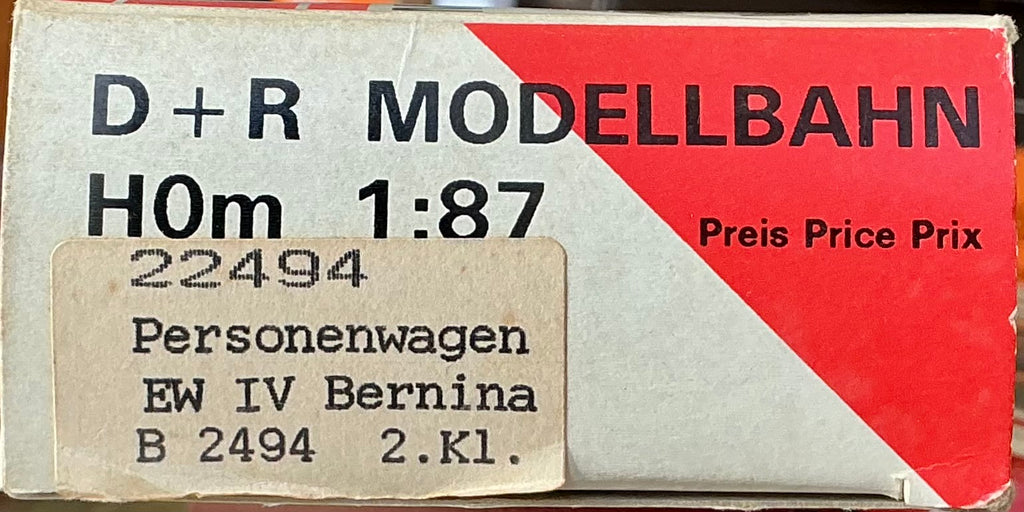 D + R MODELLBAHN
H0m 1:87
Preis Price Prix
22494
Personenwagen
EW IV Bernina
B 2494 2.Kl.